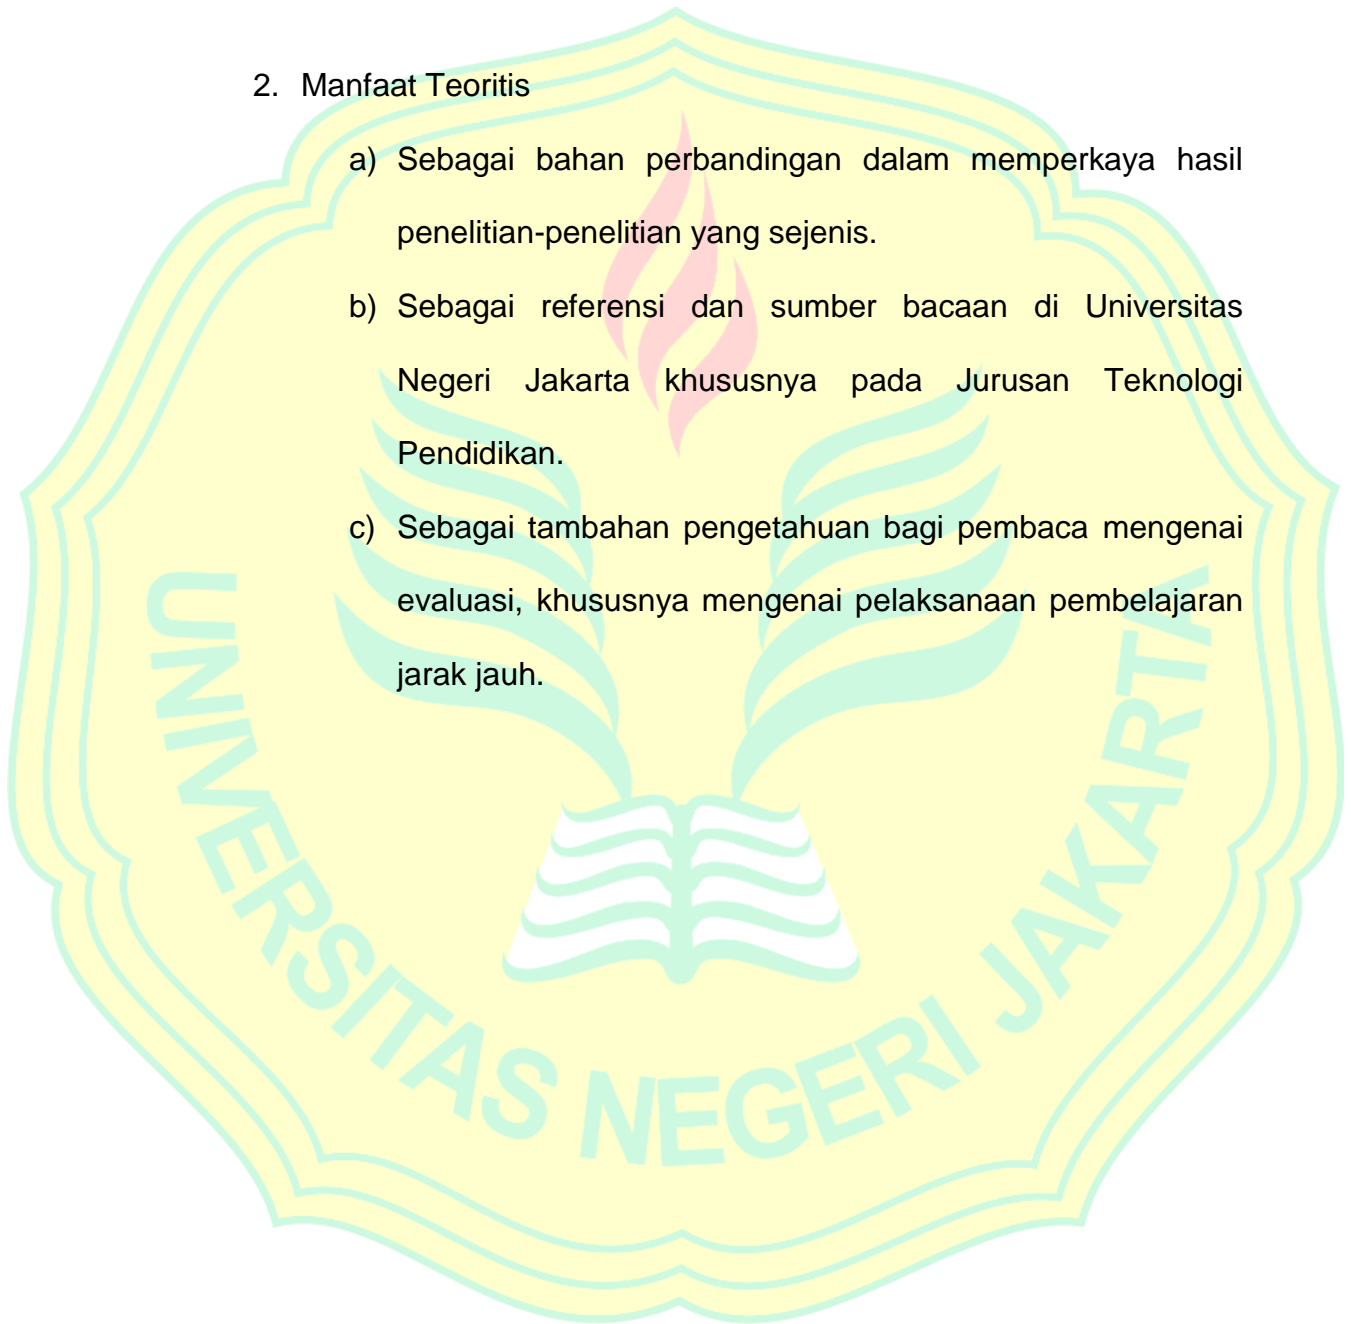 2. Manfaat Teoritis
a) Sebagai bahan perbandingan dalam memperkaya hasil
penelitian-penelitian yang sejenis.
b) Sebagai referensi dan sumber bacaan di Universitas
Negeri Jakarta khususnya pada Jurusan Teknologi
Pendidikan.
c) Sebagai tambahan pengetahuan bagi pembaca mengenai
evaluasi, khususnya mengenai pelaksanaan pembelajaran
jarak jauh.
UNIVERSITAS NEGERI JAKARTA